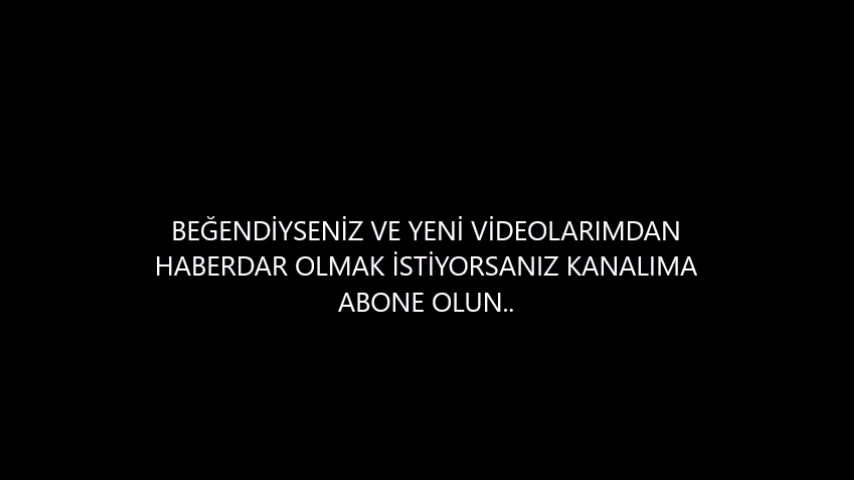 BEĞENDİYSENİZ VE YENİ VİDEOLARIMDAN
HABERDAR OLMAK İSTİYORSANIZ KANALIMA
ABONE OLUN..